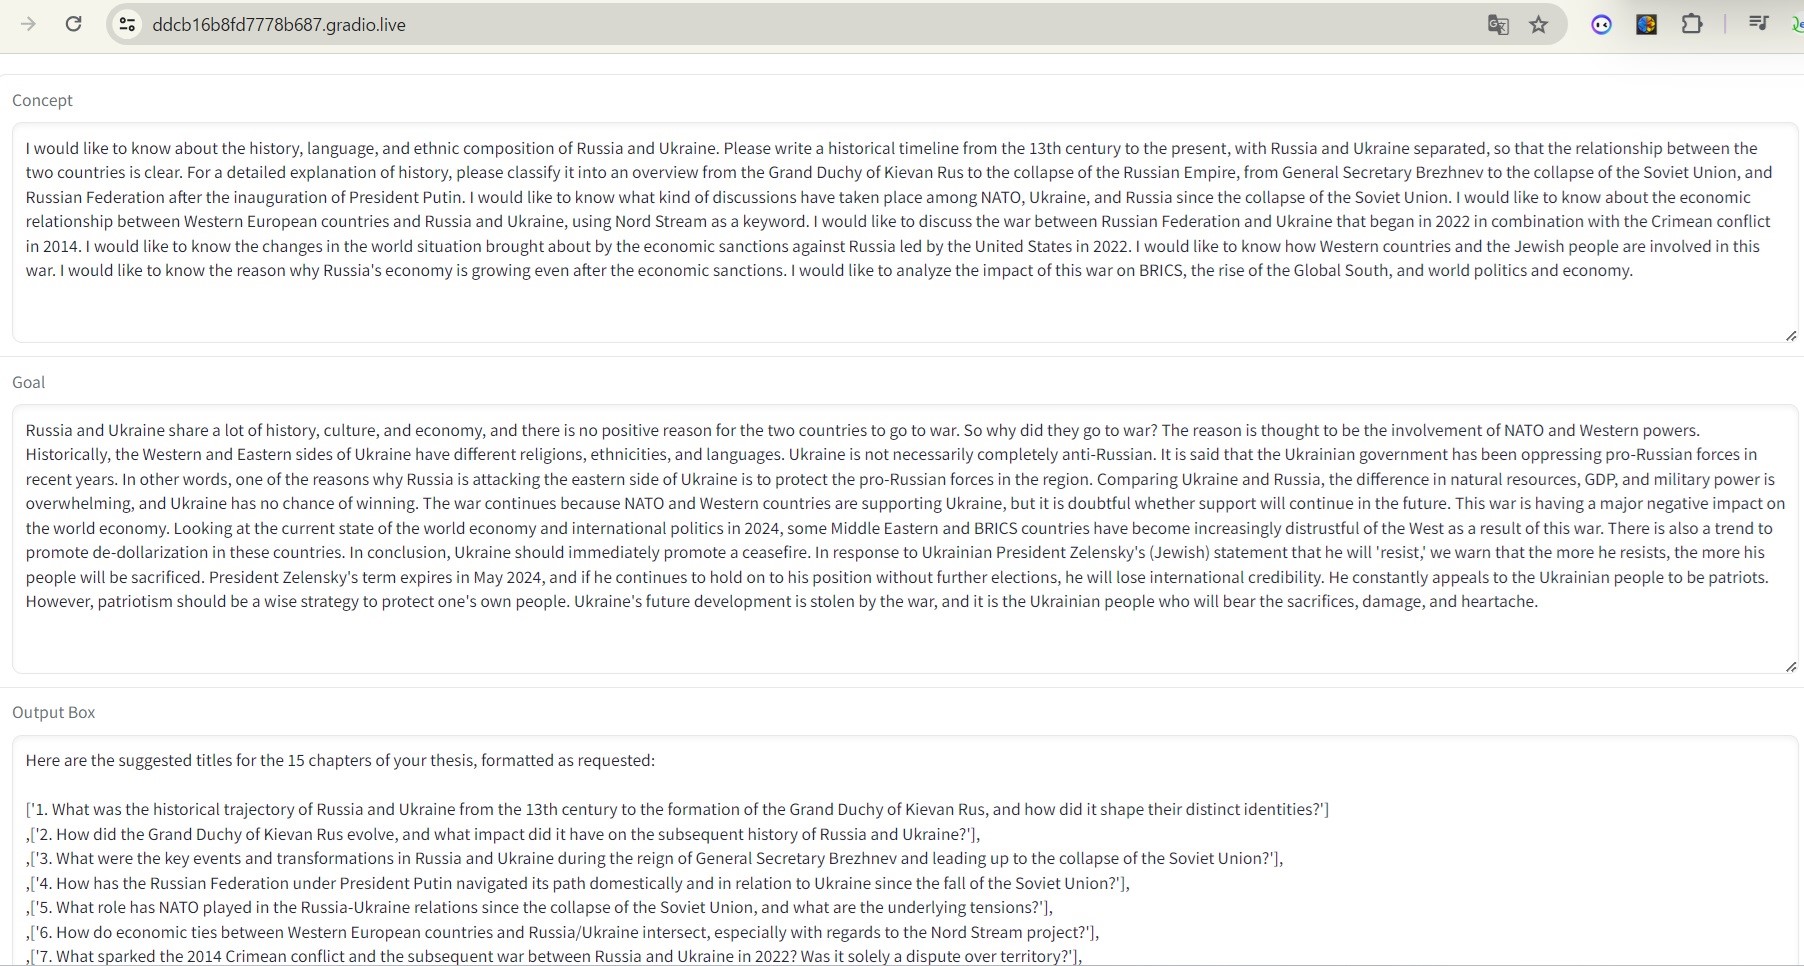 ddcb16b8fd7778b687.gradio.live
Concept
I would like to know about the history, language, and ethnic composition of Russia and Ukraine. Please write a historical timeline from the 13th century to the present, with Russia and Ukraine separated, so that the relationship between the
two countries is clear. For a detailed explanation of history, please classify it into an overview from the Grand Duchy of Kievan Rus to the collapse of the Russian Empire, from General Secretary Brezhnev to the collapse of the Soviet Union, and
Russian Federation after the inauguration of President Putin. I would like to know what kind of discussions have taken place among NATO, Ukraine, and Russia since the collapse of the Soviet Union. I would like to know about the economic
relationship between Western European countries and Russia and Ukraine, using Nord Stream as a keyword. I would like to discuss the war between Russian Federation and Ukraine that began in 2022 in combination with the Crimean conflict
in 2014. I would like to know the changes in the world situation brought about by the economic sanctions against Russia led by the United States in 2022. I would like to know how Western countries and the Jewish people are involved in this
war. I would like to know the reason why Russia's economy is growing even after the economic sanctions. I would like to analyze the impact of this war on BRICS, the rise of the Global South, and world politics and economy.
Goal
Russia and Ukraine share a lot of history, culture, and economy, and there is no positive reason for the two countries to go to war. So why did they go to war? The reason is thought to be the involvement of NATO and Western powers.
Historically, the Western and Eastern sides of Ukraine have different religions, ethnicities, and languages. Ukraine is not necessarily completely anti-Russian. It is said that the Ukrainian government has been oppressing pro-Russian forces in
recent years. In other words, one of the reasons why Russia is attacking the eastern side of Ukraine is to protect the pro-Russian forces in the region. Comparing Ukraine and Russia, the difference in natural resources, GDP, and military power is
overwhelming, and Ukraine has no chance of winning. The war continues because NATO and Western countries are supporting Ukraine, but it is doubtful whether support will continue in the future. This war is having a major negative impact on
the world economy. Looking at the current state of the world economy and international politics in 2024, some Middle Eastern and BRICS countries have become increasingly distrustful of the West as a result of this war. There is also a trend to
promote de-dollarization in these countries. In conclusion, Ukraine should immediately promote a ceasefire. In response to Ukrainian President Zelensky's (Jewish) statement that he will 'resist,' we warn that the more he resists, the more his
people will be sacrificed. President Zelensky's term expires in May 2024, and if he continues to hold on to his position without further elections, he will lose international credibility. He constantly appeals to the Ukrainian people to be patriots.
However, patriotism should be a wise strategy to protect one's own people. Ukraine's future development is stolen by the war, and it is the Ukrainian people who will bear the sacrifices, damage, and heartache.
Output Box
Here are the suggested titles for the 15 chapters of your thesis, formatted as requested:
['1. What was the historical trajectory of Russia and Ukraine from the 13th century to the formation of the Grand Duchy of Kievan Rus, and how did it shape their distinct identities?']
,['2. How did the Grand Duchy of Kievan Rus evolve, and what impact did it have on the subsequent history of Russia and Ukraine?'],
,['3. What were the key events and transformations in Russia and Ukraine during the reign of General Secretary Brezhnev and leading up to the collapse of the Soviet Union?'],
,['4. How has the Russian Federation under President Putin navigated its path domestically and in relation to Ukraine since the fall of the Soviet Union?'],
,['5. What role has NATO played in the Russia-Ukraine relations since the collapse of the Soviet Union, and what are the underlying tensions?'],
,['6. How do economic ties between Western European countries and Russia/Ukraine intersect, especially with regards to the Nord Stream project?'],
,['7. What sparked the 2014 Crimean conflict and the subsequent war between Russia and Ukraine in 2022? Was it solely a dispute over territory?'],